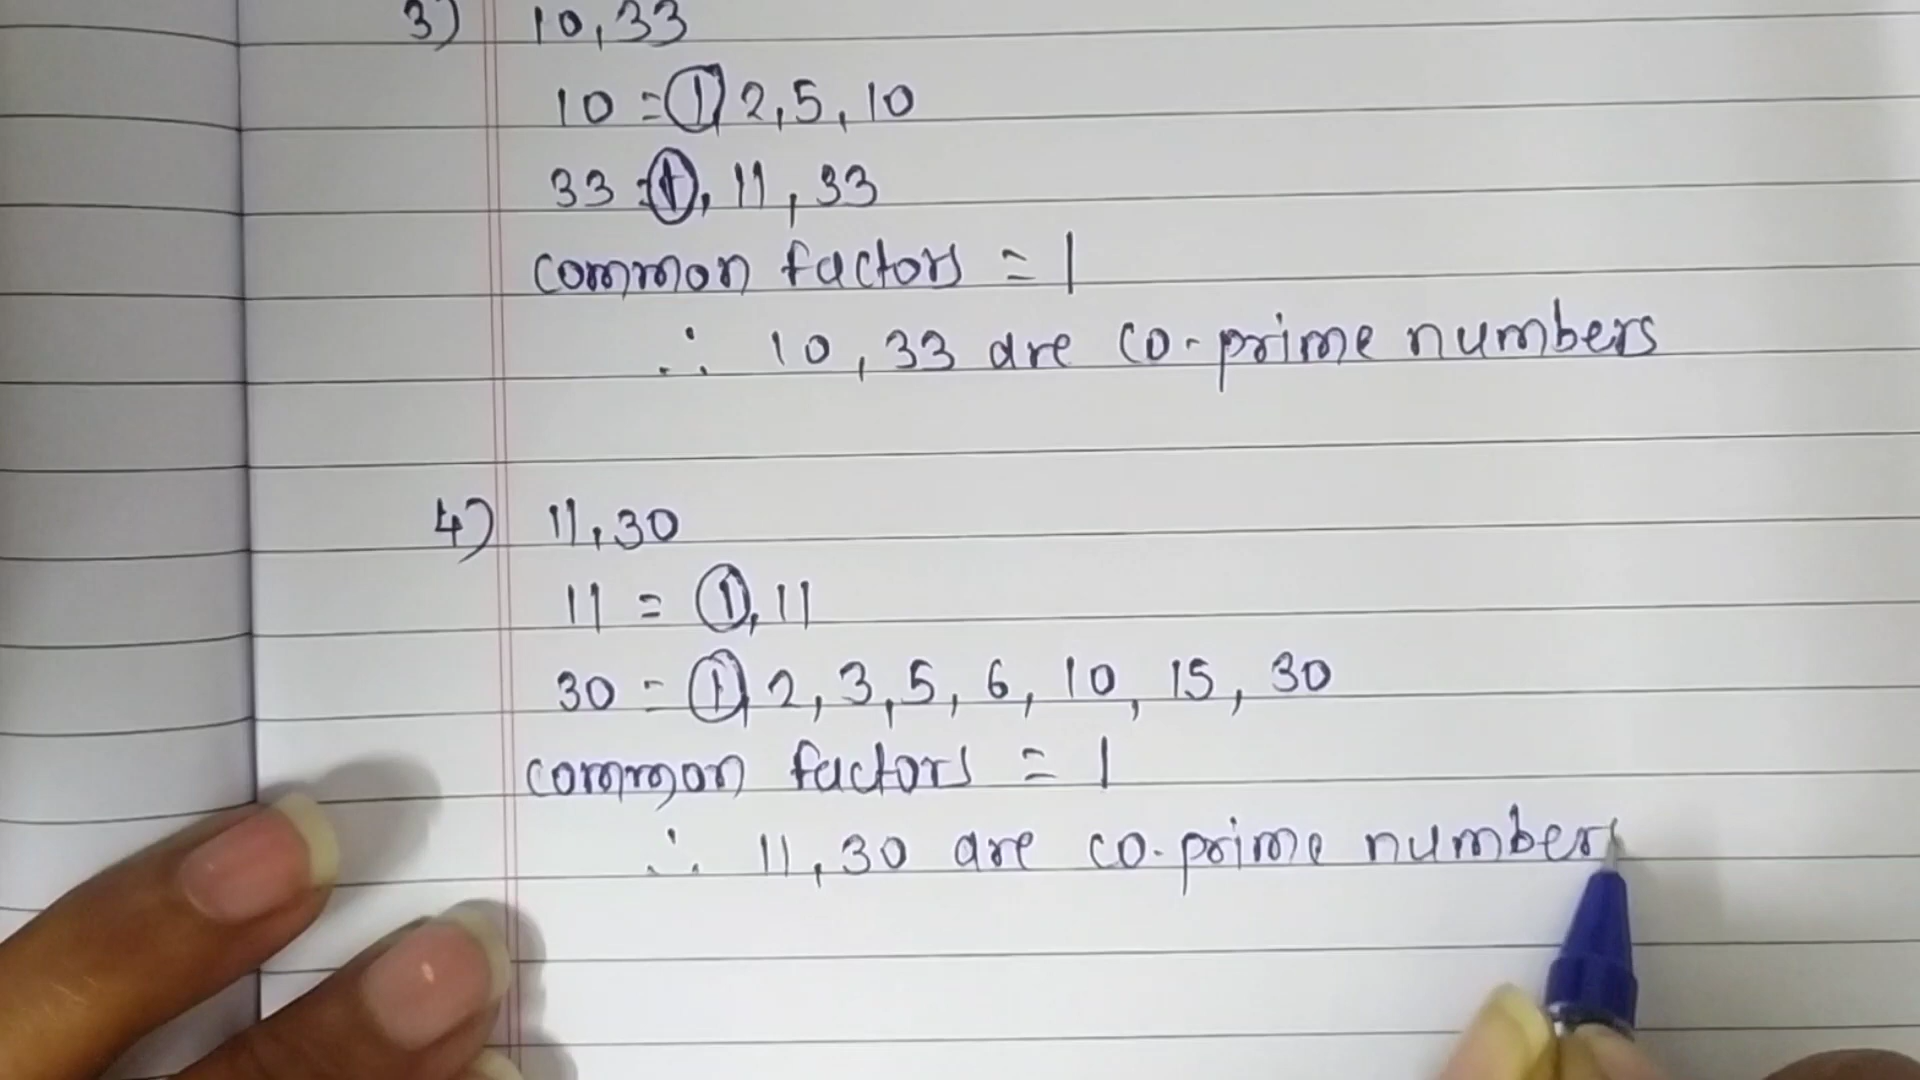 3) 10,33
10 = 1, 2, 5, 10
33 = 1, 11, 33
common factors = 1
∴ 10, 33 are co-prime numbers
4) 11,30
11 = 1, 11
30 = 1, 2, 3, 5, 6, 10, 15, 30
common factors = 1
∴ 11, 30 are co-prime numbers